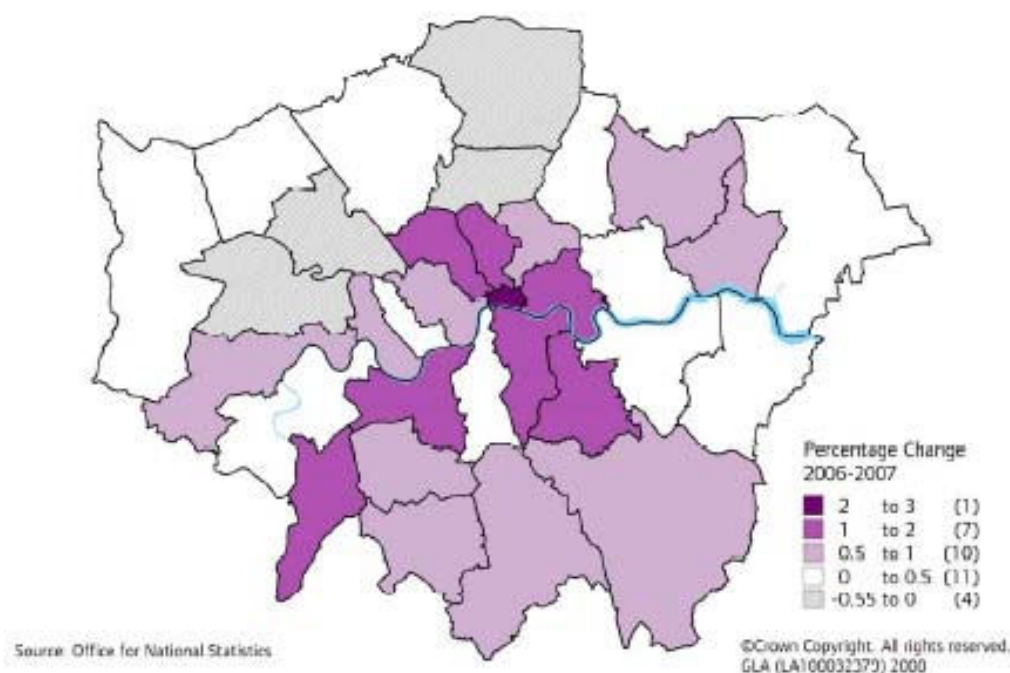 Percentage Change
2006-2007
2 to 3 (1)
1 to 2 (7)
0.5 to 1 (10)
0 to 0.5 (11)
-0.55 to 0 (4)
Source: Office for National Statistics
©Crown Copyright. All rights reserved.
GLA (LA100032379) 2008